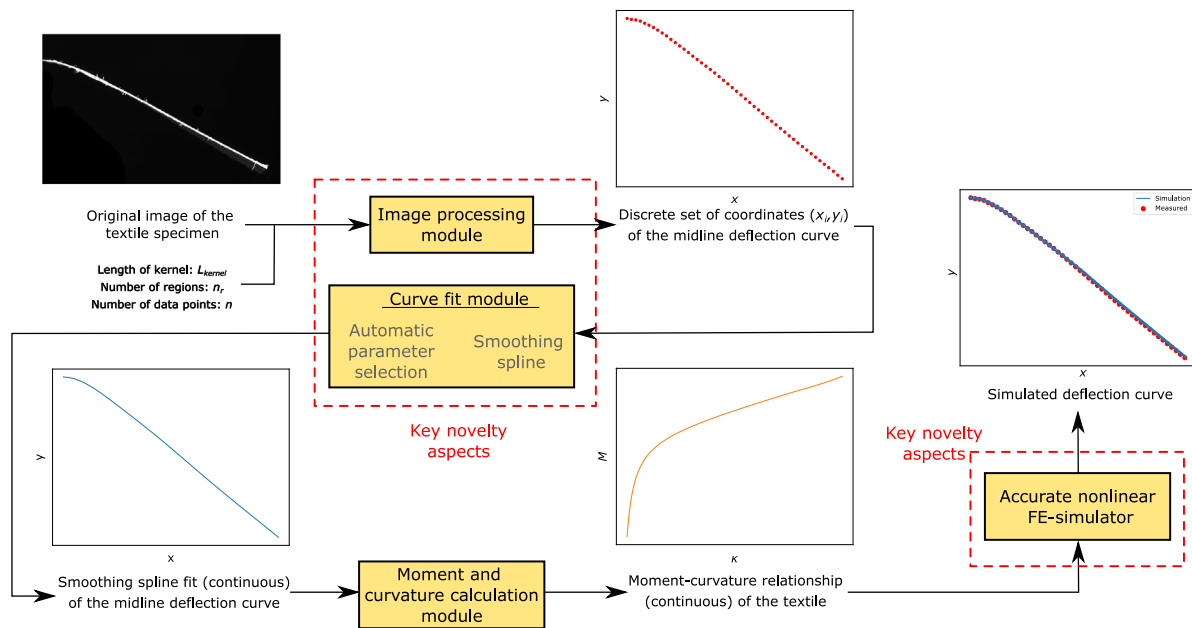 y
x
Original image of the
textile specimen
Image processing
module
Discrete set of coordinates (xᵢ,yᵢ)
of the midline deflection curve
Length of kernel: L_kernel
Number of regions: n_r
Number of data points: n
Curve fit module
Automatic
parameter
selection
Smoothing
spline
Key novelty
aspects
y
x
Smoothing spline fit (continuous)
of the midline deflection curve
Moment and
curvature calculation
module
M
κ
Moment-curvature relationship
(continuous) of the textile
Simulation
Measured
y
x
Simulated deflection curve
Key novelty
aspects
Accurate nonlinear
FE-simulator